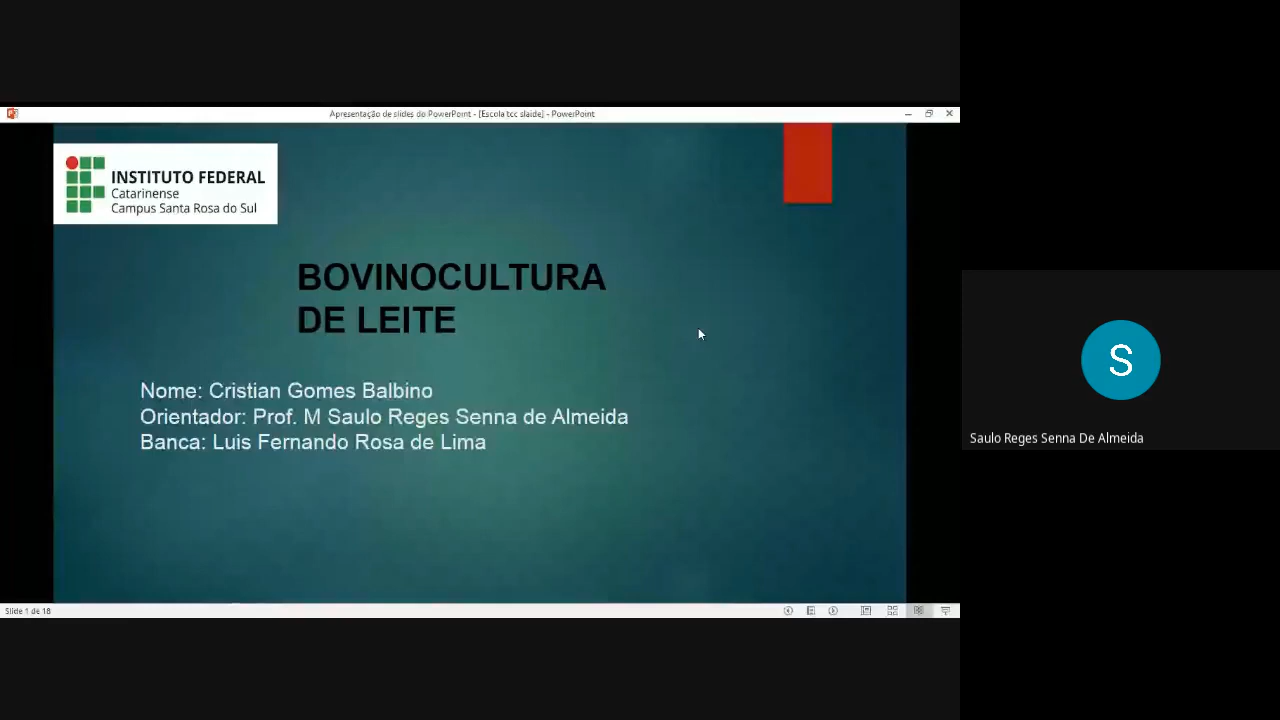 Apresentação de slides do PowerPoint - [Escola tcc slaide] - PowerPoint
INSTITUTO FEDERAL
Catarinense
Campus Santa Rosa do Sul
BOVINOCULTURA
DE LEITE
Nome: Cristian Gomes Balbino
Orientador: Prof. M Saulo Reges Senna de Almeida
Banca: Luis Fernando Rosa de Lima
Slide 1 de 18
S
Saulo Reges Senna De Almeida